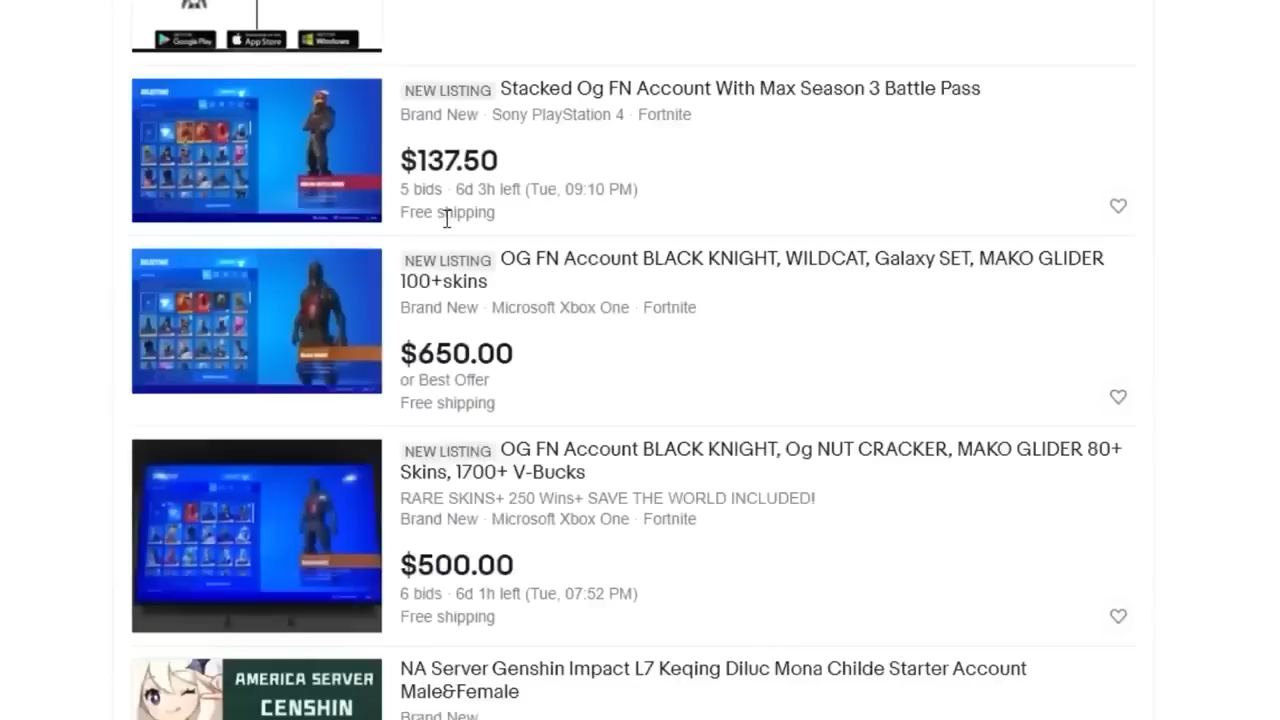 Google Play
App Store
Windows
NEW LISTING Stacked Og FN Account With Max Season 3 Battle Pass
Brand New · Sony PlayStation 4 · Fortnite
$137.50
5 bids · 6d 3h left (Tue, 09:10 PM)
Free shipping
NEW LISTING OG FN Account BLACK KNIGHT, WILDCAT, Galaxy SET, MAKO GLIDER
100+skins
Brand New · Microsoft Xbox One · Fortnite
$650.00
or Best Offer
Free shipping
NEW LISTING OG FN Account BLACK KNIGHT, Og NUT CRACKER, MAKO GLIDER 80+
Skins, 1700+ V-Bucks
RARE SKINS+ 250 Wins+ SAVE THE WORLD INCLUDED!
Brand New · Microsoft Xbox One · Fortnite
$500.00
6 bids · 6d 1h left (Tue, 07:52 PM)
Free shipping
AMERICA SERVER
GENSHIN
NA Server Genshin Impact L7 Keqing Diluc Mona Childe Starter Account
Male&Female
Brand New